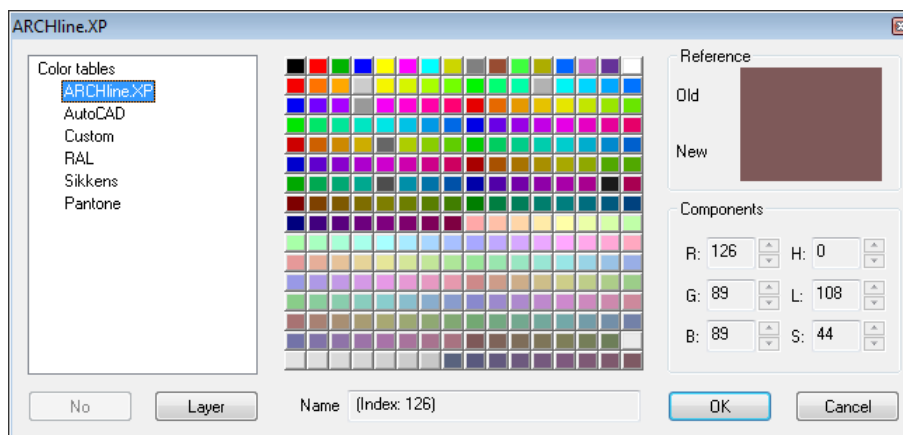 ARCHline.XP
Color tables
ARCHline.XP
AutoCAD
Custom
RAL
Sikkens
Pantone
Reference
Old
New
Components
R: 126 H: 0
G: 89 L: 108
B: 89 S: 44
No Layer Name (Index: 126) OK Cancel